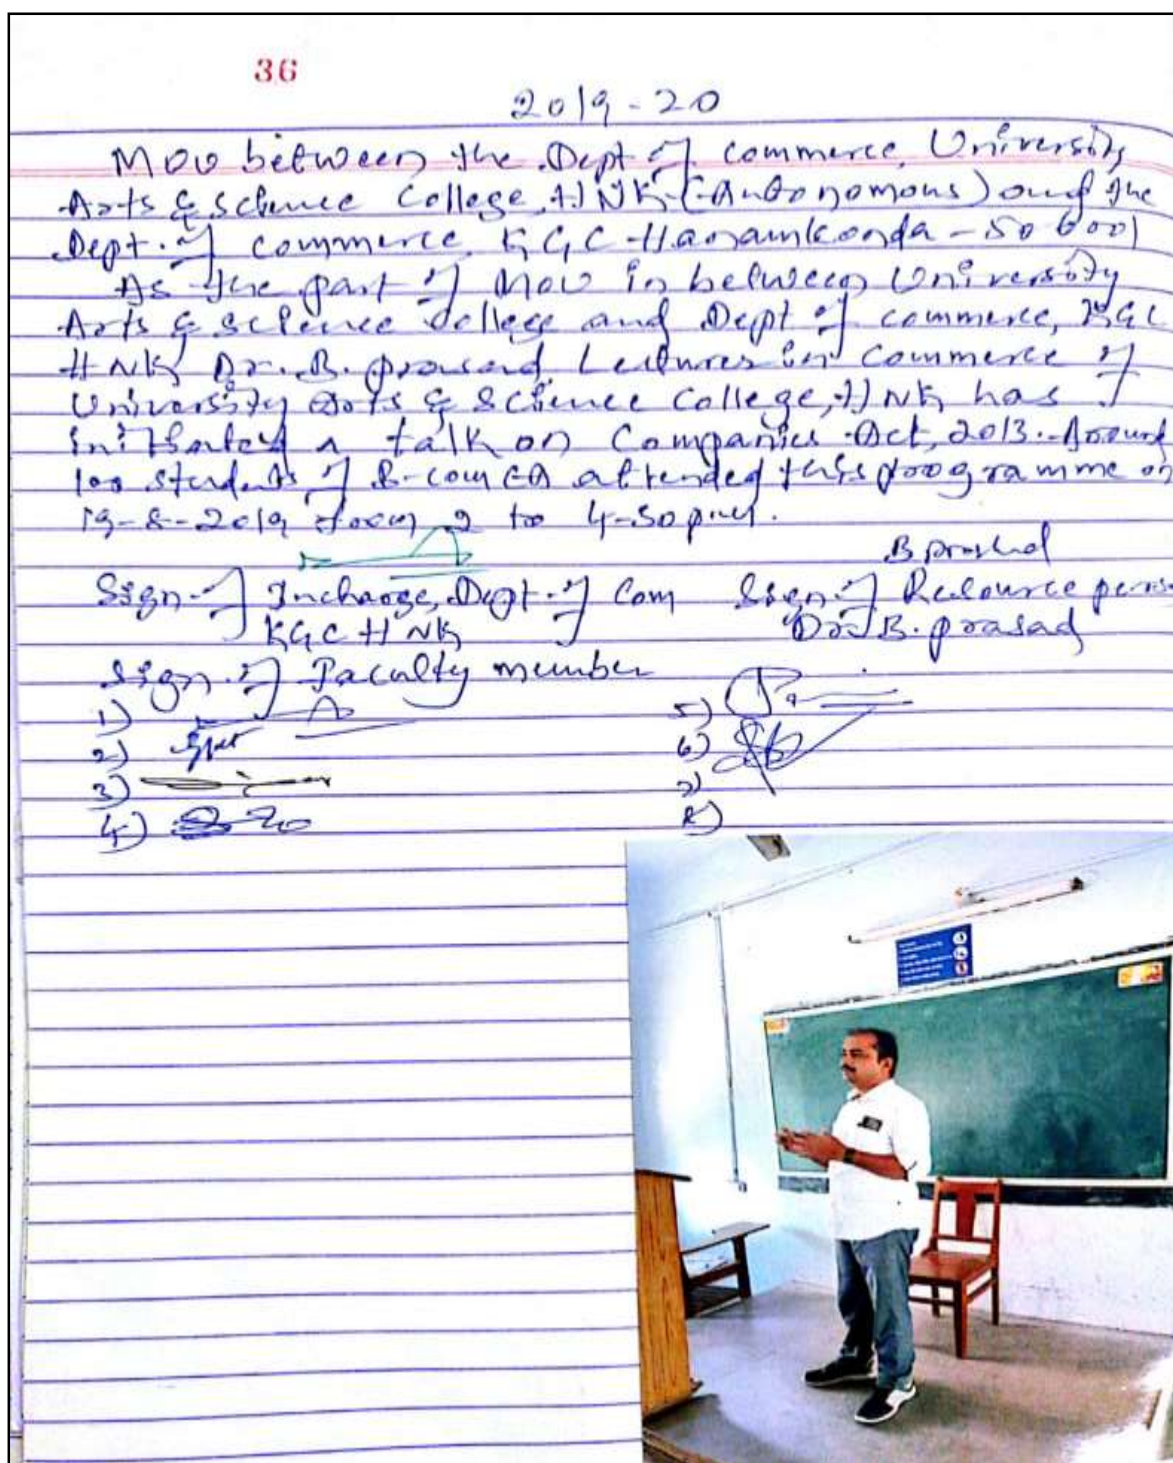 36
2019-20
MOU between the Dept of commerce, University
Arts & science College, HNK (Autonomous) and the
Dept. of commerce, KGC Hanamkonda - 506001
As the part of MOU in between University
Arts & science college and Dept of commerce, KGC
HNK, Dr. B. prasad, Lectures in Commerce of
University Arts & Science College, HNK has
a talk on Companies Act, 2013. Around
100 students of B-com CA attended this programme on
19-8-2019 from 2 to 4-30 pm.
B. prashad
Sign of Incharge, Dept. of Com
KGC HNK
Sign of Resource perso
Dr. B. prasad
Sign of Faculty member
1)
2)
3)
4)
5)
6)
7)
8)